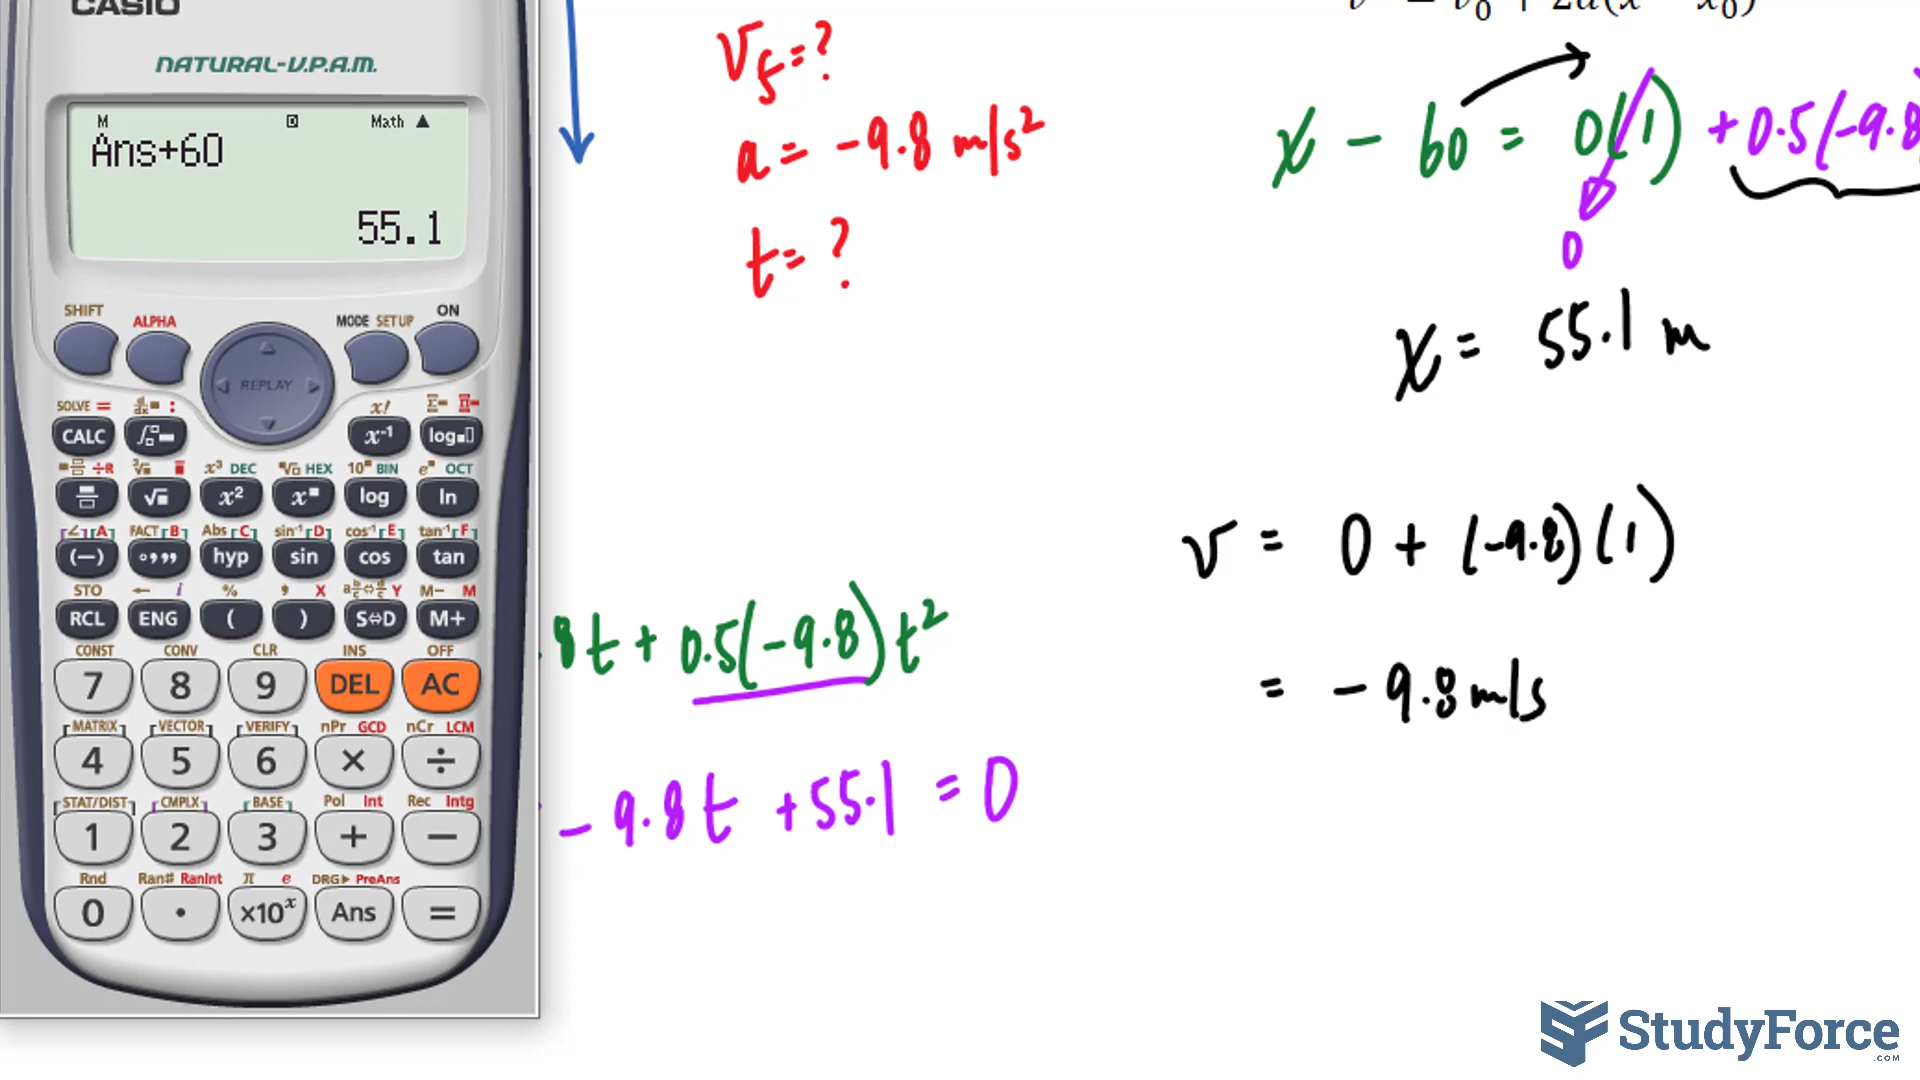 CASIO
NATURAL-V.P.A.M.
M D Math ▲
Ans+60
55.1
SHIFT ALPHA MODE SETUP ON
REPLAY
SOLVE = d/dx : x! Σ Π
CALC ∫ x⁻¹ log
÷R x³ DEC HEX 10 BIN e OCT
√ x² x log ln
∠ A FACT B Abs C sin⁻¹ D cos⁻¹ E tan⁻¹ F
(−) hyp sin cos tan
STO ← i % , X a b/c⇔d/c Y M− M
RCL ENG ( ) S⇔D M+
CONST CONV CLR INS OFF
7 8 9 DEL AC
MATRIX VECTOR VERIFY nPr GCD nCr LCM
4 5 6 × ÷
STAT/DIST CMPLX BASE Pol Int Rec Intg
1 2 3 + −
Rnd Ran# RanInt π e DRG▶ PreAns
0 . ×10ˣ Ans =
v_f = ?
a = -9.8 m/s²
t = ?
x - 60 = 0(1) + 0.5(-9.8
0
x = 55.1 m
v = 0 + (-9.8)(1)
= -9.8 m/s
8t + 0.5(-9.8)t²
- 9.8t + 55.1 = 0
StudyForce
.COM